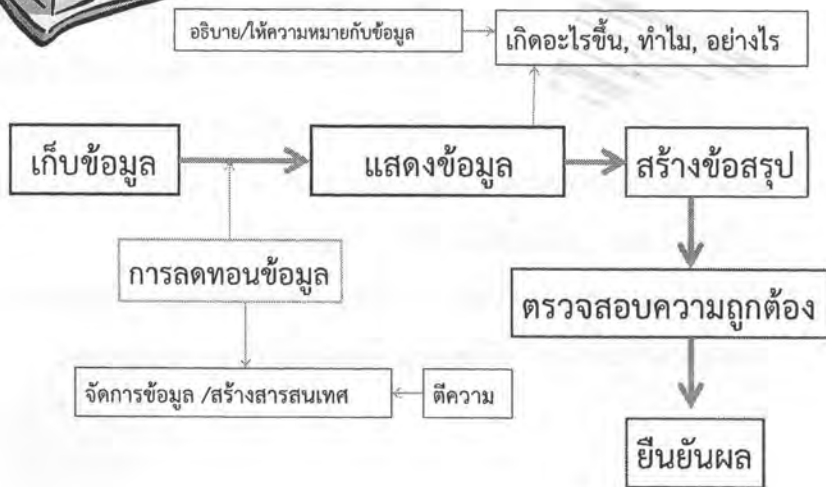 อธิบาย/ให้ความหมายกับข้อมูล
เกิดอะไรขึ้น, ทำไม, อย่างไร
เก็บข้อมูล
แสดงข้อมูล
สร้างข้อสรุป
การลดทอนข้อมูล
ตรวจสอบความถูกต้อง
จัดการข้อมูล /สร้างสารสนเทศ
ตีความ
ยืนยันผล